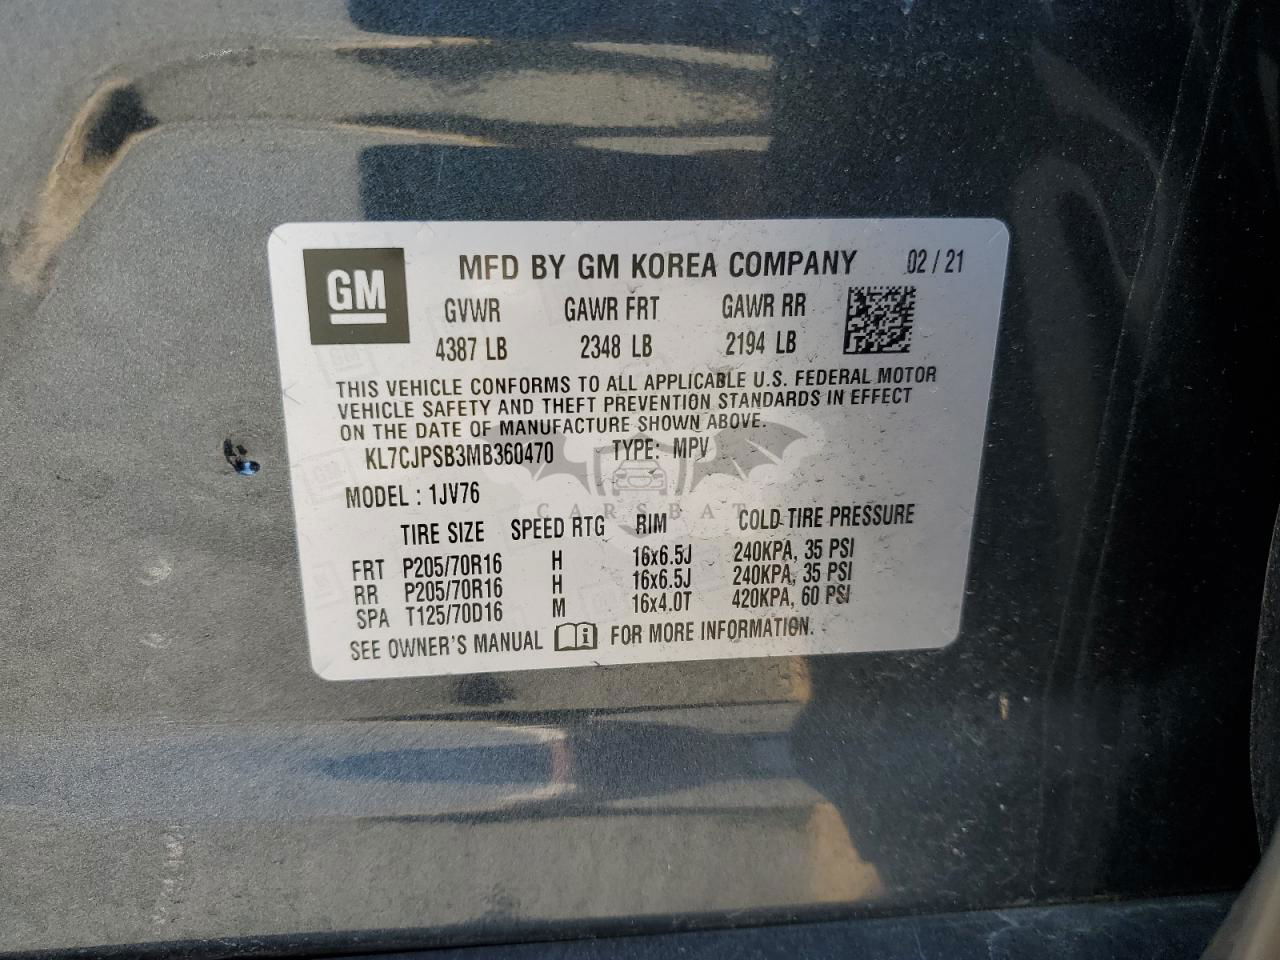 GM
MFD BY GM KOREA COMPANY 02 / 21
GVWR GAWR FRT GAWR RR
4387 LB 2348 LB 2194 LB
THIS VEHICLE CONFORMS TO ALL APPLICABLE U.S. FEDERAL MOTOR
VEHICLE SAFETY AND THEFT PREVENTION STANDARDS IN EFFECT
ON THE DATE OF MANUFACTURE SHOWN ABOVE.
KL7CJPSB3MB360470 TYPE: MPV
MODEL : 1JV76
CARSBAT
TIRE SIZE SPEED RTG RIM COLD TIRE PRESSURE
FRT P205/70R16 H 16x6.5J 240KPA, 35 PSI
RR P205/70R16 H 16x6.5J 240KPA, 35 PSI
SPA T125/70D16 M 16x4.0T 420KPA, 60 PSI
SEE OWNER'S MANUAL i FOR MORE INFORMATION.